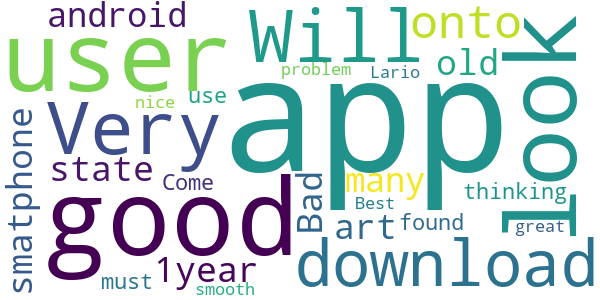 android
user
Will
onto
look
problem
Lario
old
nice
use
app
Very
state
Come
smatphone
good
Bad
many
thinking
Best
art
found
great
1year
download
must
smooth